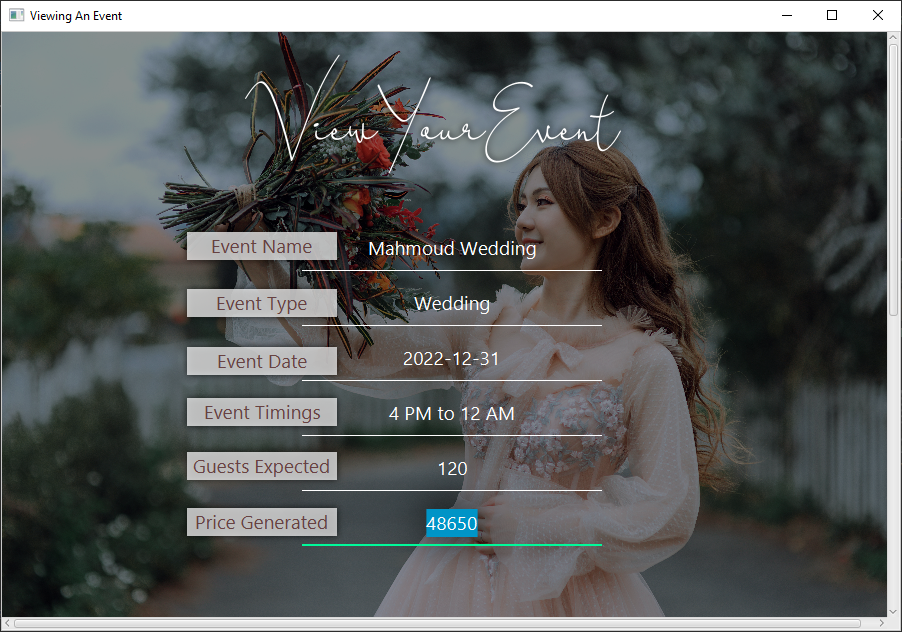 Viewing An Event
View Your Event
Event Name Mahmoud Wedding
Event Type Wedding
Event Date 2022-12-31
Event Timings 4 PM to 12 AM
Guests Expected 120
Price Generated 48650